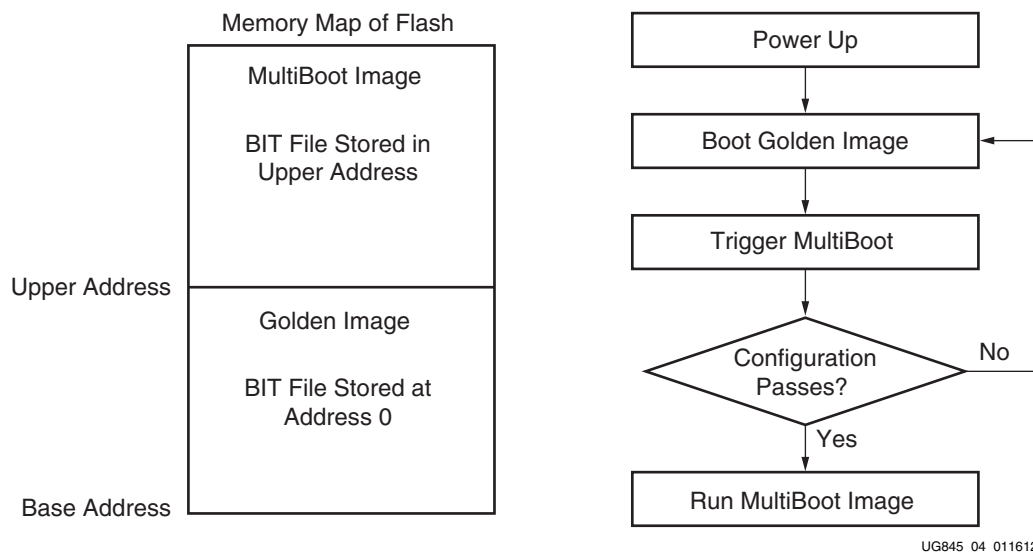 Memory Map of Flash
MultiBoot Image
BIT File Stored in
Upper Address
Upper Address
Golden Image
BIT File Stored at
Address 0
Base Address
Power Up
Boot Golden Image
Trigger MultiBoot
Configuration
Passes?
No
Yes
Run MultiBoot Image
UG845_04_011612